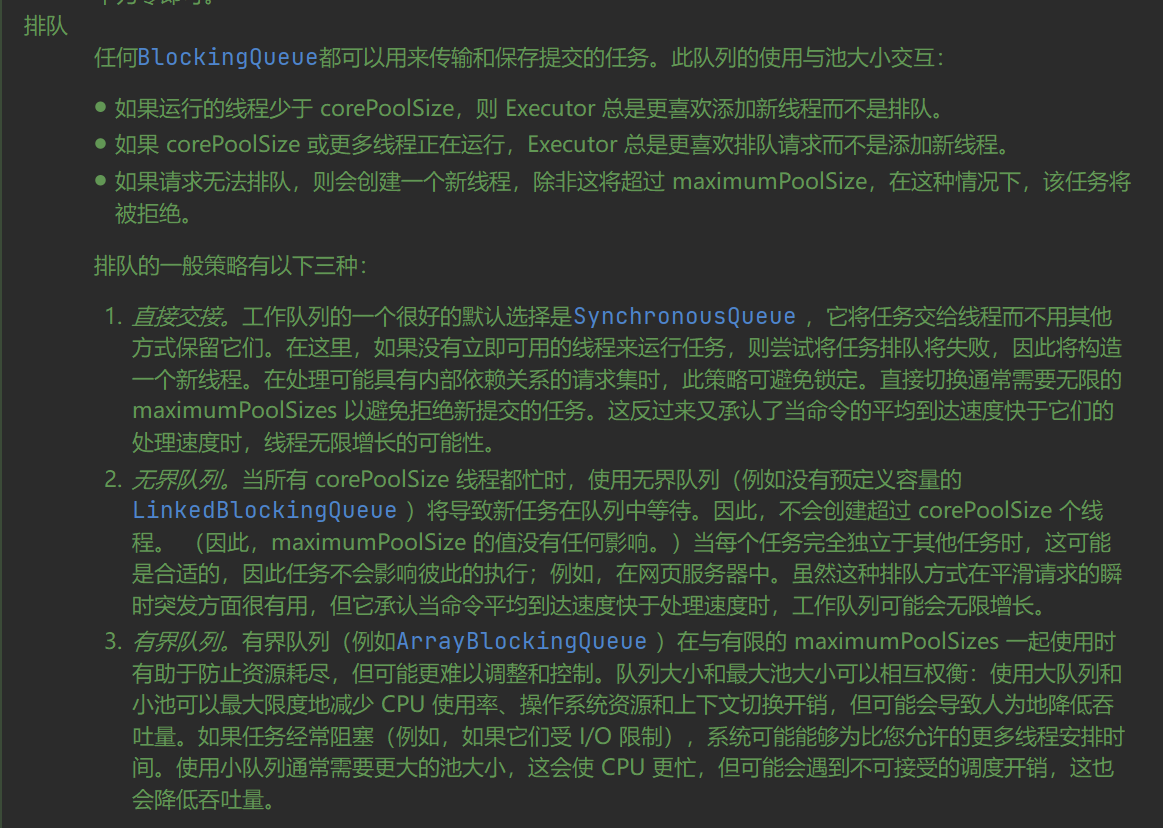 排队
任何BlockingQueue都可以用来传输和保存提交的任务。此队列的使用与池大小交互：
● 如果运行的线程少于 corePoolSize，则 Executor 总是更喜欢添加新线程而不是排队。
● 如果 corePoolSize 或更多线程正在运行，Executor 总是更喜欢排队请求而不是添加新线程。
● 如果请求无法排队，则会创建一个新线程，除非这将超过 maximumPoolSize，在这种情况下，该任务将
被拒绝。
排队的一般策略有以下三种：
1. 直接交接。工作队列的一个很好的默认选择是SynchronousQueue ，它将任务交给线程而不用其他
方式保留它们。在这里，如果没有立即可用的线程来运行任务，则尝试将任务排队将失败，因此将构造
一个新线程。在处理可能具有内部依赖关系的请求集时，此策略可避免锁定。直接切换通常需要无限的
maximumPoolSizes 以避免拒绝新提交的任务。这反过来又承认了当命令的平均到达速度快于它们的
处理速度时，线程无限增长的可能性。
2. 无界队列。当所有 corePoolSize 线程都忙时，使用无界队列（例如没有预定义容量的
LinkedBlockingQueue ）将导致新任务在队列中等待。因此，不会创建超过 corePoolSize 个线
程。 （因此，maximumPoolSize 的值没有任何影响。）当每个任务完全独立于其他任务时，这可能
是合适的，因此任务不会影响彼此的执行；例如，在网页服务器中。虽然这种排队方式在平滑请求的瞬
时突发方面很有用，但它承认当命令平均到达速度快于处理速度时，工作队列可能会无限增长。
3. 有界队列。有界队列（例如ArrayBlockingQueue ）在与有限的 maximumPoolSizes 一起使用时
有助于防止资源耗尽，但可能更难以调整和控制。队列大小和最大池大小可以相互权衡：使用大队列和
小池可以最大限度地减少 CPU 使用率、操作系统资源和上下文切换开销，但可能会导致人为地降低吞
吐量。如果任务经常阻塞（例如，如果它们受 I/O 限制），系统可能能够为比您允许的更多线程安排时
间。使用小队列通常需要更大的池大小，这会使 CPU 更忙，但可能会遇到不可接受的调度开销，这也
会降低吞吐量。